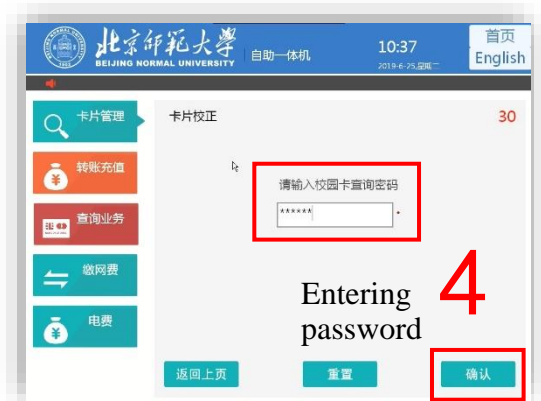 北京师范大学
BEIJING NORMAL UNIVERSITY
自助一体机
10:37
2019-6-25,星期二
首页
English
卡片管理
卡片校正
30
转账充值
请输入校园卡查询密码
******
*
查询业务
缴网费
Entering
password
4
电费
返回上页
重置
确认